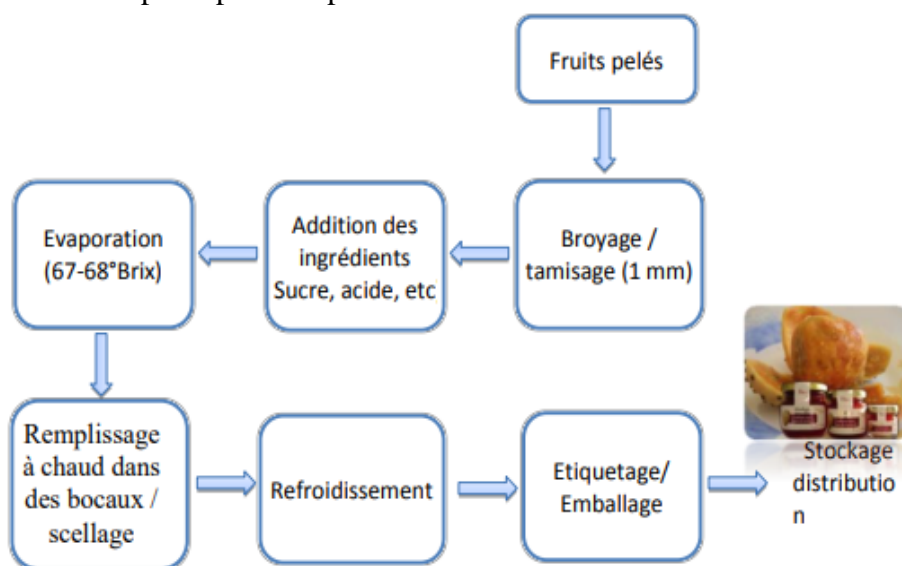 Fruits pelés
Broyage /
tamisage (1 mm)
Addition des
ingrédients
Sucre, acide, etc
Evaporation
(67-68°Brix)
Remplissage
à chaud dans
des bocaux /
scellage
Refroidissement
Etiquetage/
Emballage
Stockage
distributio
n